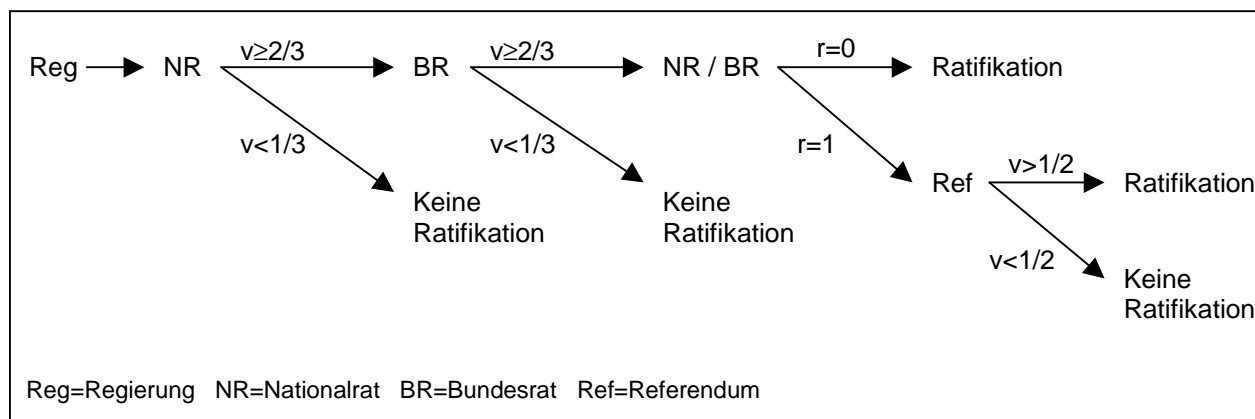 v≥2/3 v≥2/3 r=0
Reg NR BR NR / BR Ratifikation
v<1/3 v<1/3 r=1
Ref v>1/2 Ratifikation
Keine Keine
Ratifikation Ratifikation
v<1/2
Keine
Ratifikation
Reg=Regierung NR=Nationalrat BR=Bundesrat Ref=Referendum